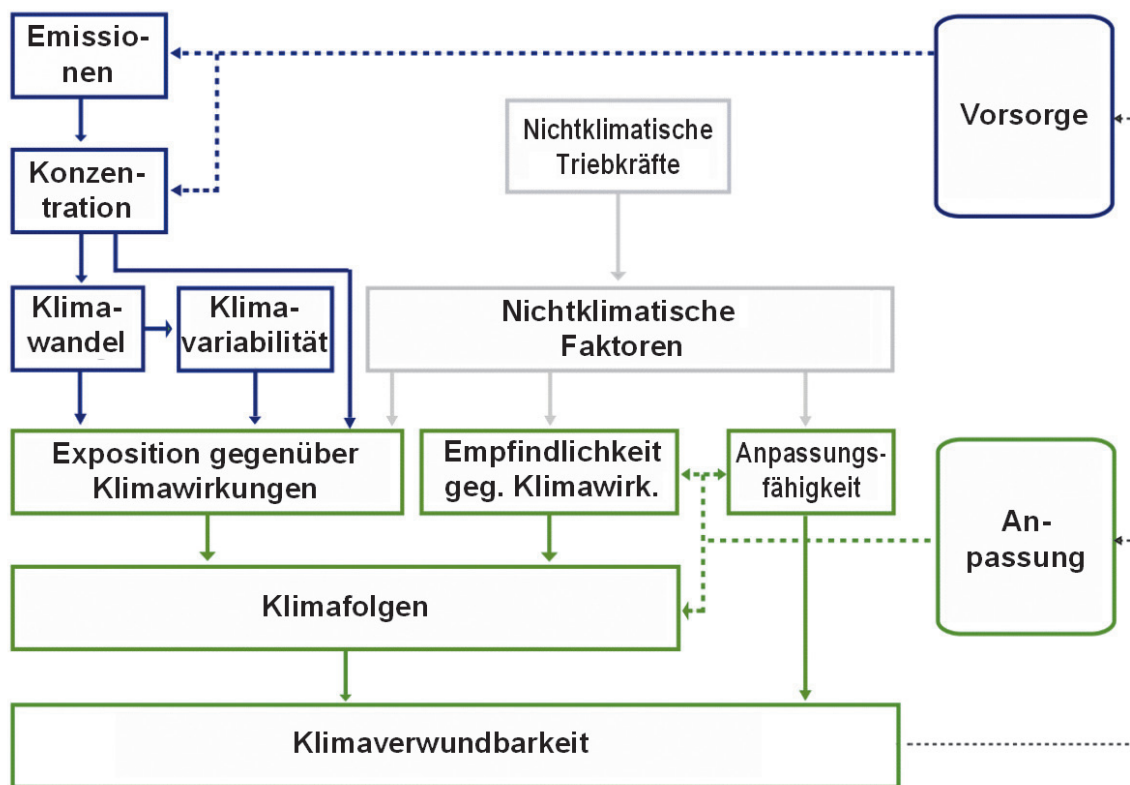 Emissio-
nen
Vorsorge
Nichtklimatische
Triebkräfte
Konzen-
tration
Klima-
wandel
Klima-
variabilität
Nichtklimatische
Faktoren
Exposition gegenüber
Klimawirkungen
Empfindlichkeit
geg. Klimawirk.
Anpassungs-
fähigkeit
An-
passung
Klimafolgen
Klimaverwundbarkeit